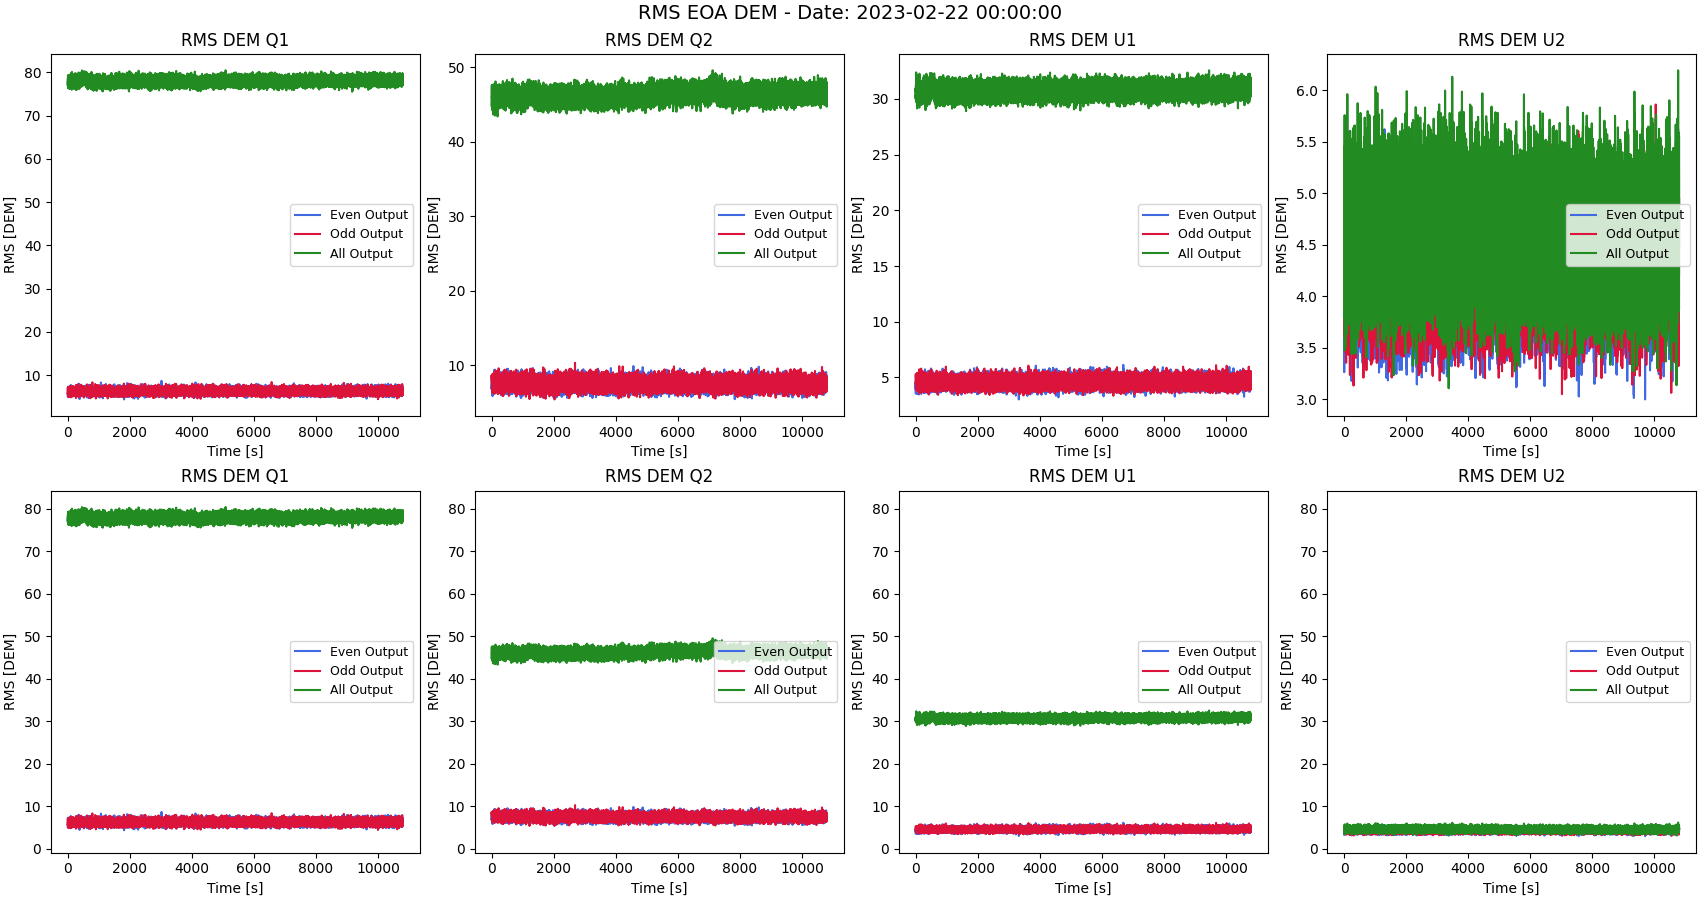 RMS EOA DEM - Date: 2023-02-22 00:00:00
RMS DEM Q1
RMS [DEM]
80
70
60
50
40
30
20
10
0 2000 4000 6000 8000 10000
Time [s]
Even Output
Odd Output
All Output
RMS DEM Q2
RMS [DEM]
50
40
30
20
10
0 2000 4000 6000 8000 10000
Time [s]
Even Output
Odd Output
All Output
RMS DEM U1
RMS [DEM]
30
25
20
15
10
5
0 2000 4000 6000 8000 10000
Time [s]
Even Output
Odd Output
All Output
RMS DEM U2
RMS [DEM]
6.0
5.5
5.0
4.5
4.0
3.5
3.0
0 2000 4000 6000 8000 10000
Time [s]
Even Output
Odd Output
All Output
RMS DEM Q1
RMS [DEM]
80
70
60
50
40
30
20
10
0
0 2000 4000 6000 8000 10000
Time [s]
Even Output
Odd Output
All Output
RMS DEM Q2
RMS [DEM]
80
70
60
50
40
30
20
10
0
0 2000 4000 6000 8000 10000
Time [s]
Even Output
Odd Output
All Output
RMS DEM U1
RMS [DEM]
80
70
60
50
40
30
20
10
0
0 2000 4000 6000 8000 10000
Time [s]
Even Output
Odd Output
All Output
RMS DEM U2
RMS [DEM]
80
70
60
50
40
30
20
10
0
0 2000 4000 6000 8000 10000
Time [s]
Even Output
Odd Output
All Output